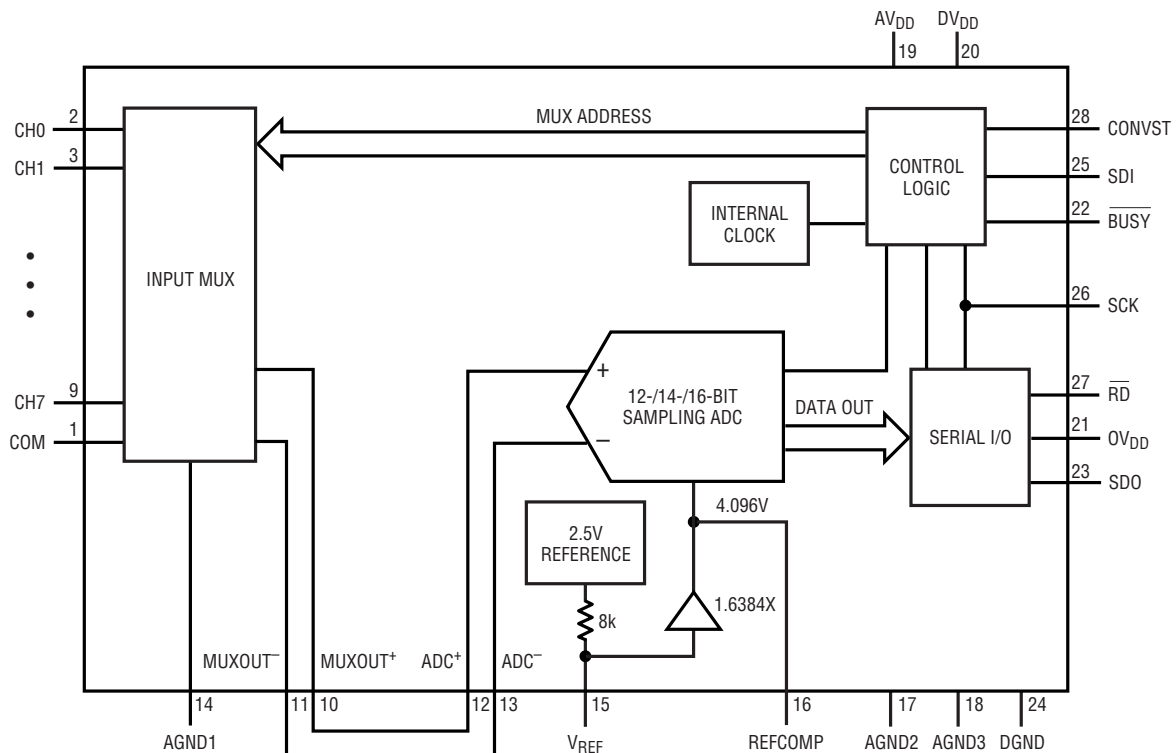 AVDD DVDD
19 20
2
CH0
3
CH1
MUX ADDRESS
28
CONVST
CONTROL
LOGIC
25
SDI
INTERNAL
CLOCK
22
BUSY
INPUT MUX
26
SCK
+
12-/14-/16-BIT
SAMPLING ADC
–
DATA OUT
SERIAL I/O
27
RD
21
OVDD
23
SDO
9
CH7
1
COM
4.096V
2.5V
REFERENCE
1.6384X
8k
MUXOUT– MUXOUT+ ADC+ ADC–
14 11 10 12 13 15 16 17 18 24
AGND1 VREF REFCOMP AGND2 AGND3 DGND